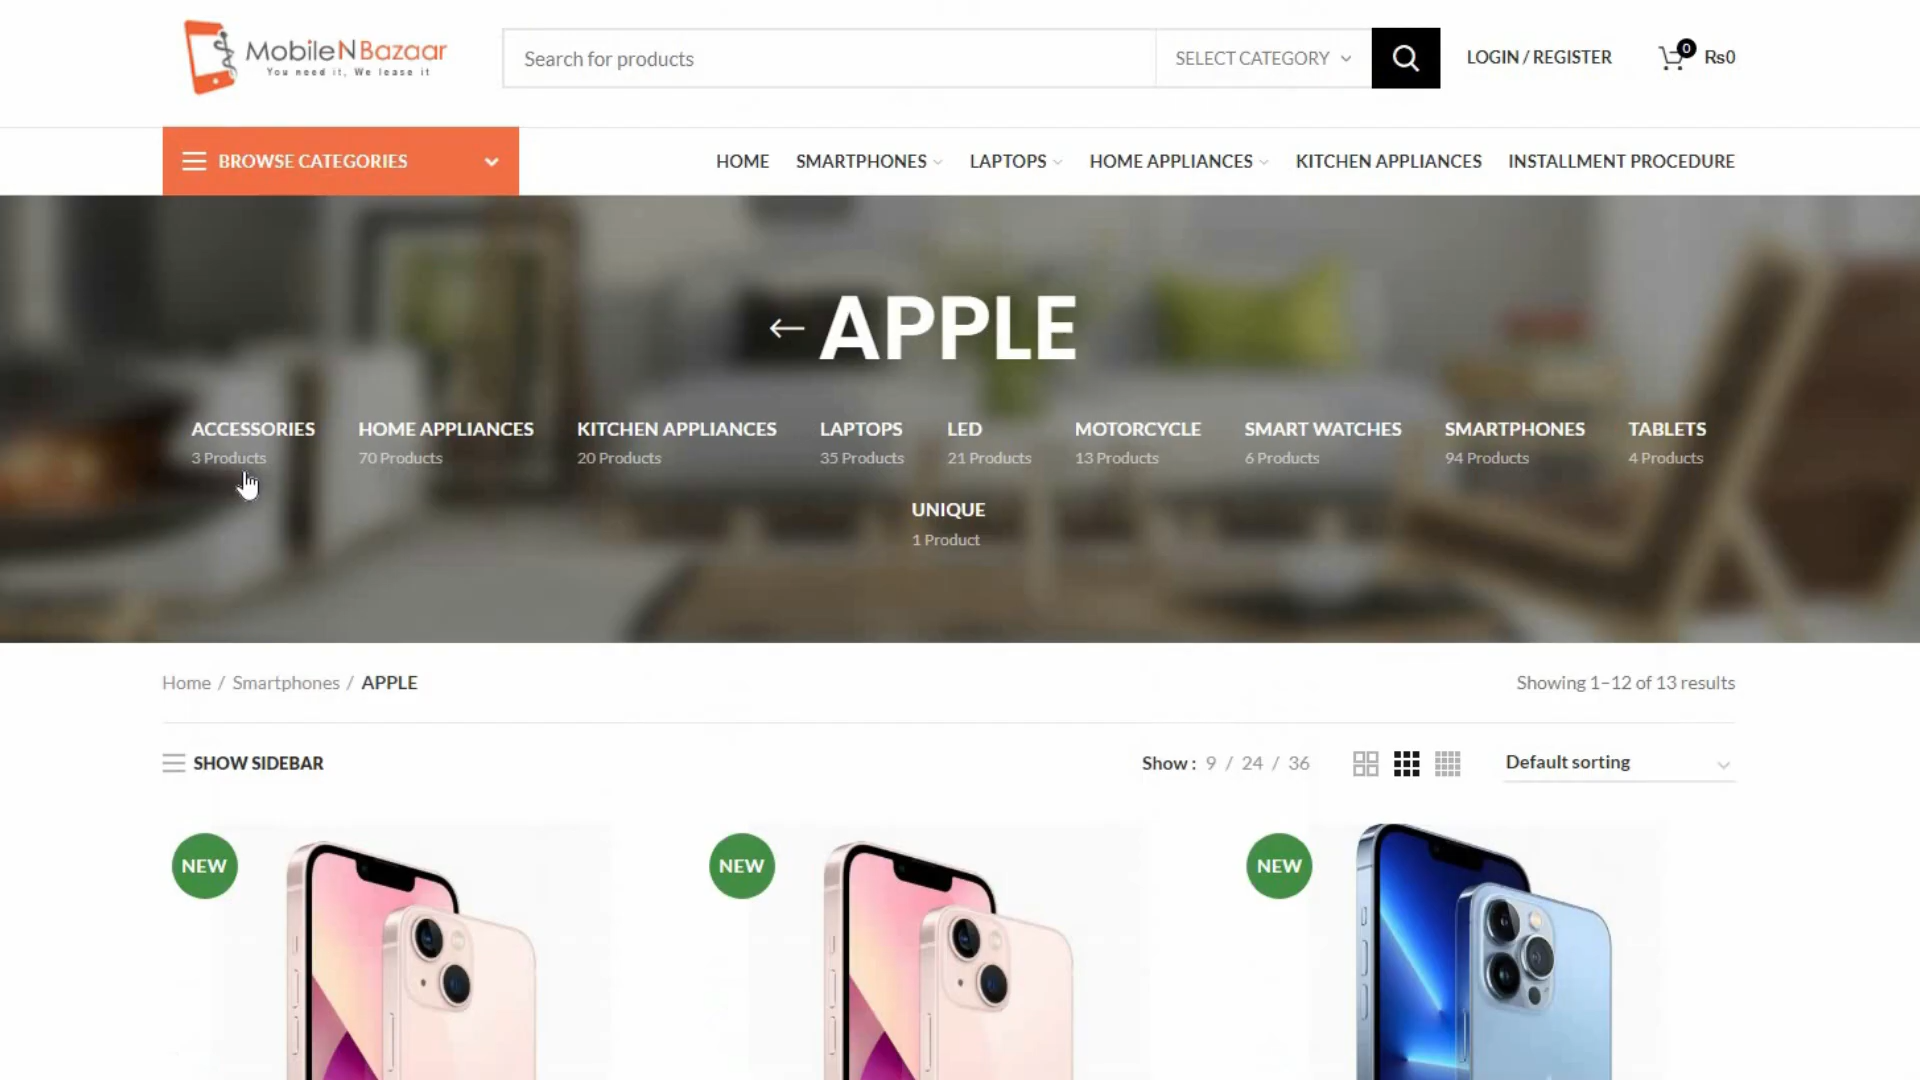 MobileNBazaar
You need it, We lease it
Search for products
SELECT CATEGORY
LOGIN / REGISTER
0
₨0
BROWSE CATEGORIES
HOME
SMARTPHONES
LAPTOPS
HOME APPLIANCES
KITCHEN APPLIANCES
INSTALLMENT PROCEDURE
APPLE
ACCESSORIES
3 Products
HOME APPLIANCES
70 Products
KITCHEN APPLIANCES
20 Products
LAPTOPS
35 Products
LED
21 Products
MOTORCYCLE
13 Products
SMART WATCHES
6 Products
SMARTPHONES
94 Products
TABLETS
4 Products
UNIQUE
1 Product
Home / Smartphones / APPLE
Showing 1–12 of 13 results
SHOW SIDEBAR
Show : 9 / 24 / 36
Default sorting
NEW
NEW
NEW